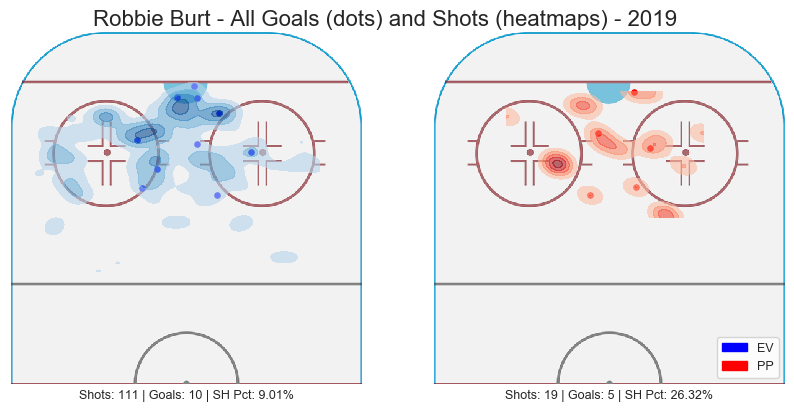 Robbie Burt - All Goals (dots) and Shots (heatmaps) - 2019
EV
PP
Shots: 111 | Goals: 10 | SH Pct: 9.01%
Shots: 19 | Goals: 5 | SH Pct: 26.32%